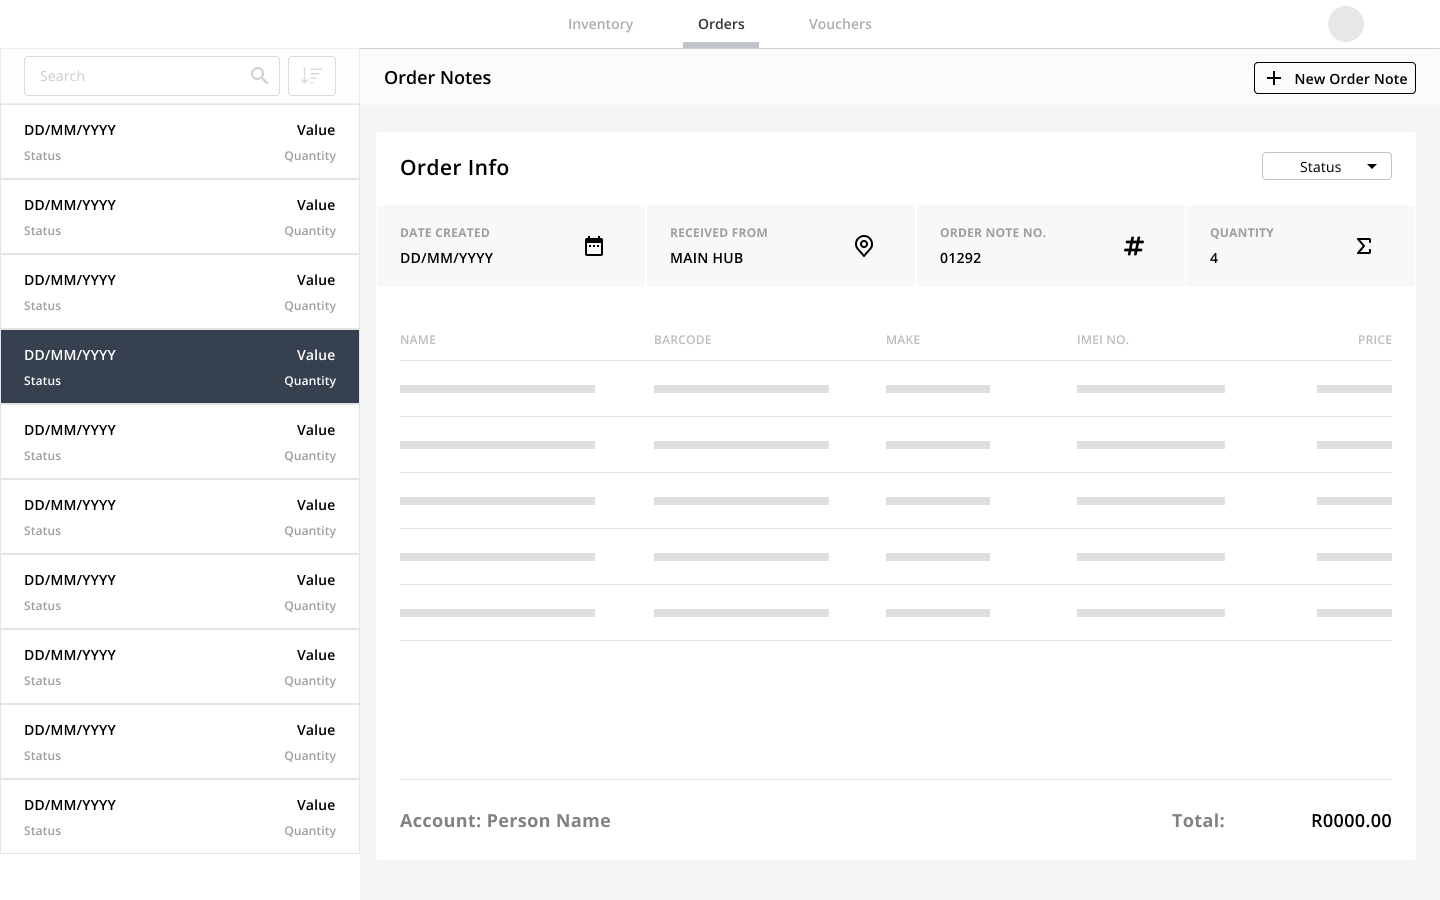 Inventory
Orders
Vouchers
Search
Order Notes
New Order Note
DD/MM/YYYY Value
Status Quantity
DD/MM/YYYY Value
Status Quantity
DD/MM/YYYY Value
Status Quantity
DD/MM/YYYY Value
Status Quantity
DD/MM/YYYY Value
Status Quantity
DD/MM/YYYY Value
Status Quantity
DD/MM/YYYY Value
Status Quantity
DD/MM/YYYY Value
Status Quantity
DD/MM/YYYY Value
Status Quantity
DD/MM/YYYY Value
Status Quantity
Order Info
Status
DATE CREATED
DD/MM/YYYY
RECEIVED FROM
MAIN HUB
ORDER NOTE NO.
01292
QUANTITY
4
NAME BARCODE MAKE IMEI NO. PRICE
Account: Person Name
Total: R0000.00